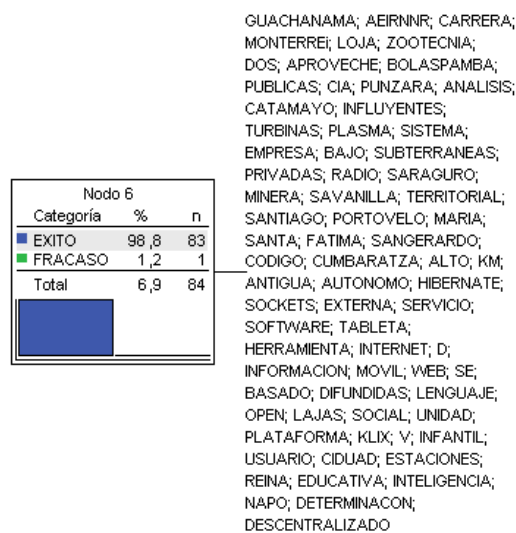 GUACHANAMA; AEIRNNR; CARRERA;
MONTERREi; LOJA; ZOOTECNIA;
DOS; APROVECHE; BOLASPAMBA;
PUBLICAS; CIA; PUNZARA; ANALISIS;
CATAMAYO; INFLUYENTES;
TURBINAS; PLASMA; SISTEMA;
EMPRESA; BAJO; SUBTERRANEAS;
PRIVADAS; RADIO; SARAGURO;
MINERA; SAVANILLA; TERRITORIAL;
SANTIAGO; PORTOVELO; MARIA;
SANTA; FATIMA; SANGERARDO;
CODIGO; CUMBARATZA; ALTO; KM;
ANTIGUA; AUTONOMO; HIBERNATE;
SOCKETS; EXTERNA; SERVICIO;
SOFTWARE; TABLETA;
HERRAMIENTA; INTERNET; D;
INFORMACION; MOVIL; WEB; SE;
BASADO; DIFUNDIDAS; LENGUAJE;
OPEN; LAJAS; SOCIAL; UNIDAD;
PLATAFORMA; KLIX; V; INFANTIL;
USUARIO; CIDUAD; ESTACIONES;
REINA; EDUCATIVA; INTELIGENCIA;
NAPO; DETERMINACON;
DESCENTRALIZADO
Nodo 6
Categoría % n
EXITO 98,8 83
FRACASO 1,2 1
Total 6,9 84